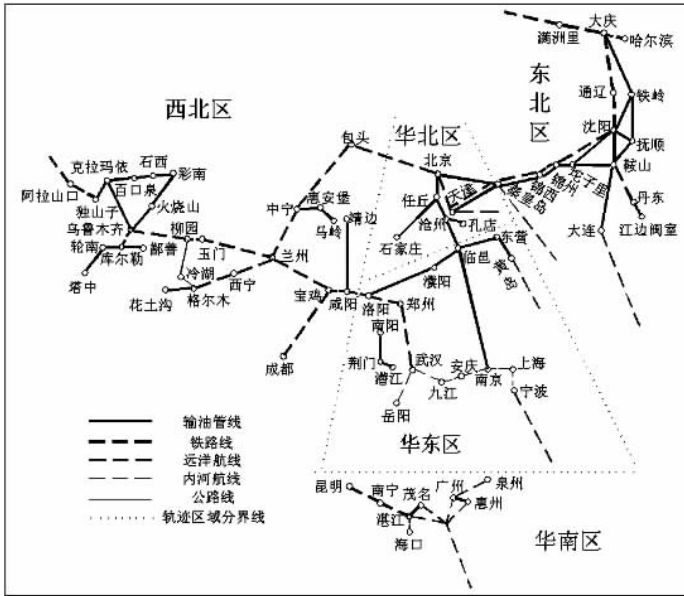 大庆
满洲里
哈尔滨
东北区
通辽
铁岭
西北区
沈阳
包头
华北区
抚顺
克拉玛依
石西
彩南
北京
锦西
锦州
坨子里
鞍山
阿拉山口
百口泉
独山子
火烧山
惠安堡
任丘
天津
秦皇岛
丹东
乌鲁木齐
中宁
马岭
靖边
沧州
孔店
江边阀室
柳园
轮南
鄯善
玉门
石家庄
东营
大连
库尔勒
兰州
临邑
黄岛
冷湖
西宁
濮阳
塔中
花土沟
格尔木
宝鸡
咸阳
洛阳
郑州
南阳
荆门
武汉
安庆
南京
上海
成都
潜江
九江
宁波
岳阳
输油管线
铁路线
华东区
远洋航线
内河航线
公路线
轨迹区域分界线
昆明
南宁
茂名
广州
泉州
惠州
湛江
海口
华南区